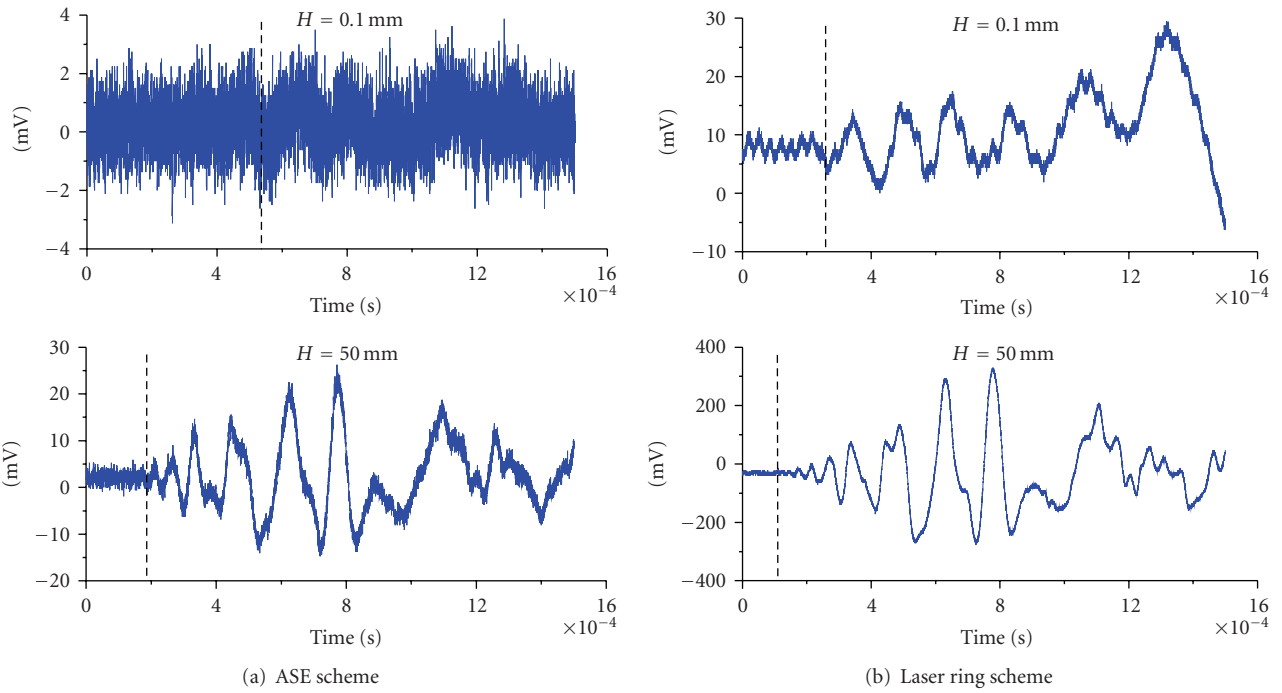 H = 0.1 mm
4
2
0
−2
−4
(mV)
0 4 8 12 16
×10−4
Time (s)
H = 50 mm
30
20
10
0
−10
−20
(mV)
0 4 8 12 16
×10−4
Time (s)
(a) ASE scheme
H = 0.1 mm
30
20
10
0
−10
(mV)
0 4 8 12 16
×10−4
Time (s)
H = 50 mm
400
200
0
−200
−400
(mV)
0 4 8 12 16
×10−4
Time (s)
(b) Laser ring scheme